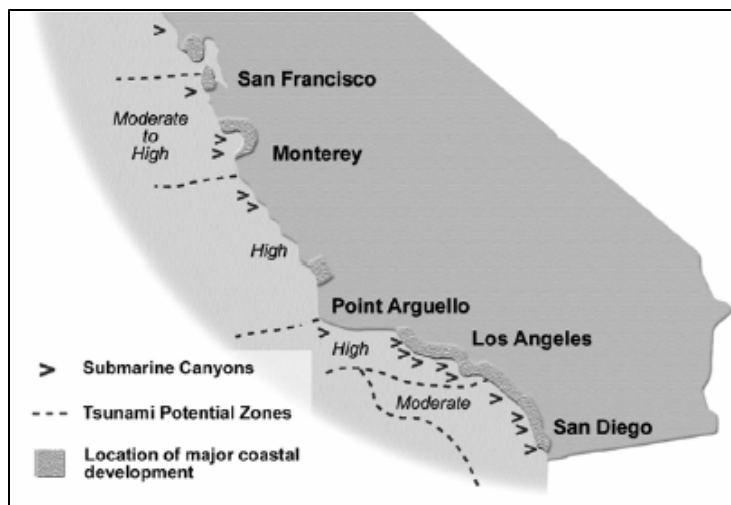 San Francisco
Moderate
to
High
Monterey
High
Point Arguello
Los Angeles
High
Submarine Canyons
Moderate
Tsunami Potential Zones
San Diego
Location of major coastal
development